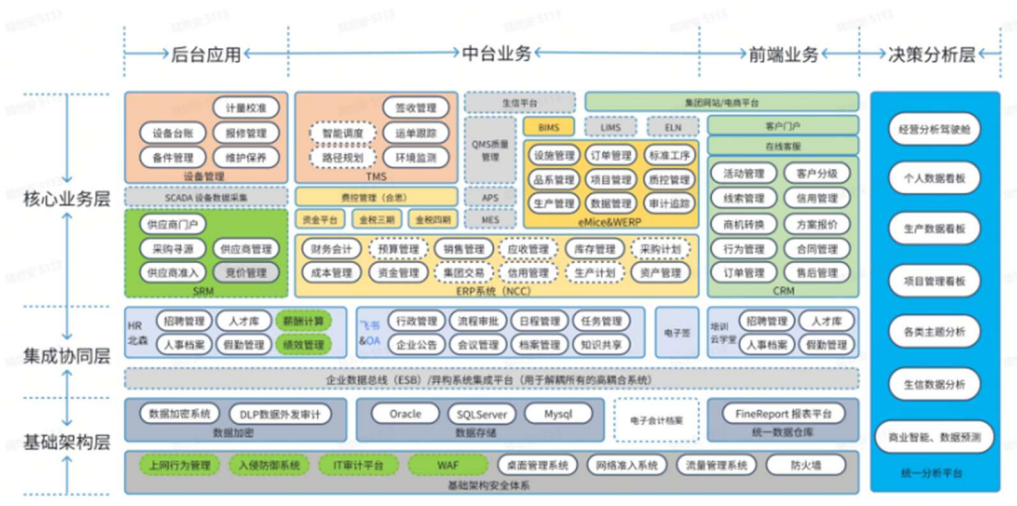 后台应用 中台业务 前端业务 决策分析层
核心业务层
集成协同层
基础架构层
计量校准
设备台账 报修管理
备件管理 维护保养
设备管理
SCADA 设备数据采集
供应商门户
采购寻源 供应商管理
供应商准入 竞价管理
SRM
签收管理
智能调度 运单跟踪
路径规划 环境监测
TMS
费控管理（合思）
资金平台 金税三期 金税四期
生信平台
QMS质量
管理
APS
MES
BIMS LIMS ELN
设施管理 订单管理 标准工序
品系管理 项目管理 质控管理
生产管理 数据管理 审计追踪
eMice&WERP
财务会计 预算管理 销售管理 应收管理 库存管理 采购计划
成本管理 资金管理 集团交易 信用管理 生产计划 资产管理
ERP系统（NCC）
集团网站/电商平台
客户门户
在线客服
活动管理 客户分级
线索管理 信用管理
商机转换 方案报价
行为管理 合同管理
订单管理 售后管理
CRM
HR
北森
招聘管理 人才库 薪酬计算
人事档案 假勤管理 绩效管理
飞书
&OA
行政管理 流程审批 日程管理 任务管理
企业公告 会议管理 档案管理 知识共享
电子签
培训
云学堂
招聘管理 人才库
人事档案 假勤管理
企业数据总线（ESB）/异构系统集成平台（用于解耦所有的高耦合系统）
数据加密系统 DLP数据外发审计
数据加密
Oracle SQLServer Mysql
数据存储
电子会计档案
FineReport 报表平台
统一数据仓库
上网行为管理 入侵防御系统 IT审计平台 WAF 桌面管理系统 网络准入系统 流量管理系统 防火墙
基础架构安全体系
经营分析驾驶舱
个人数据看板
生产数据看板
项目管理看板
各类主题分析
生信数据分析
商业智能、数据预测
统一分析平台